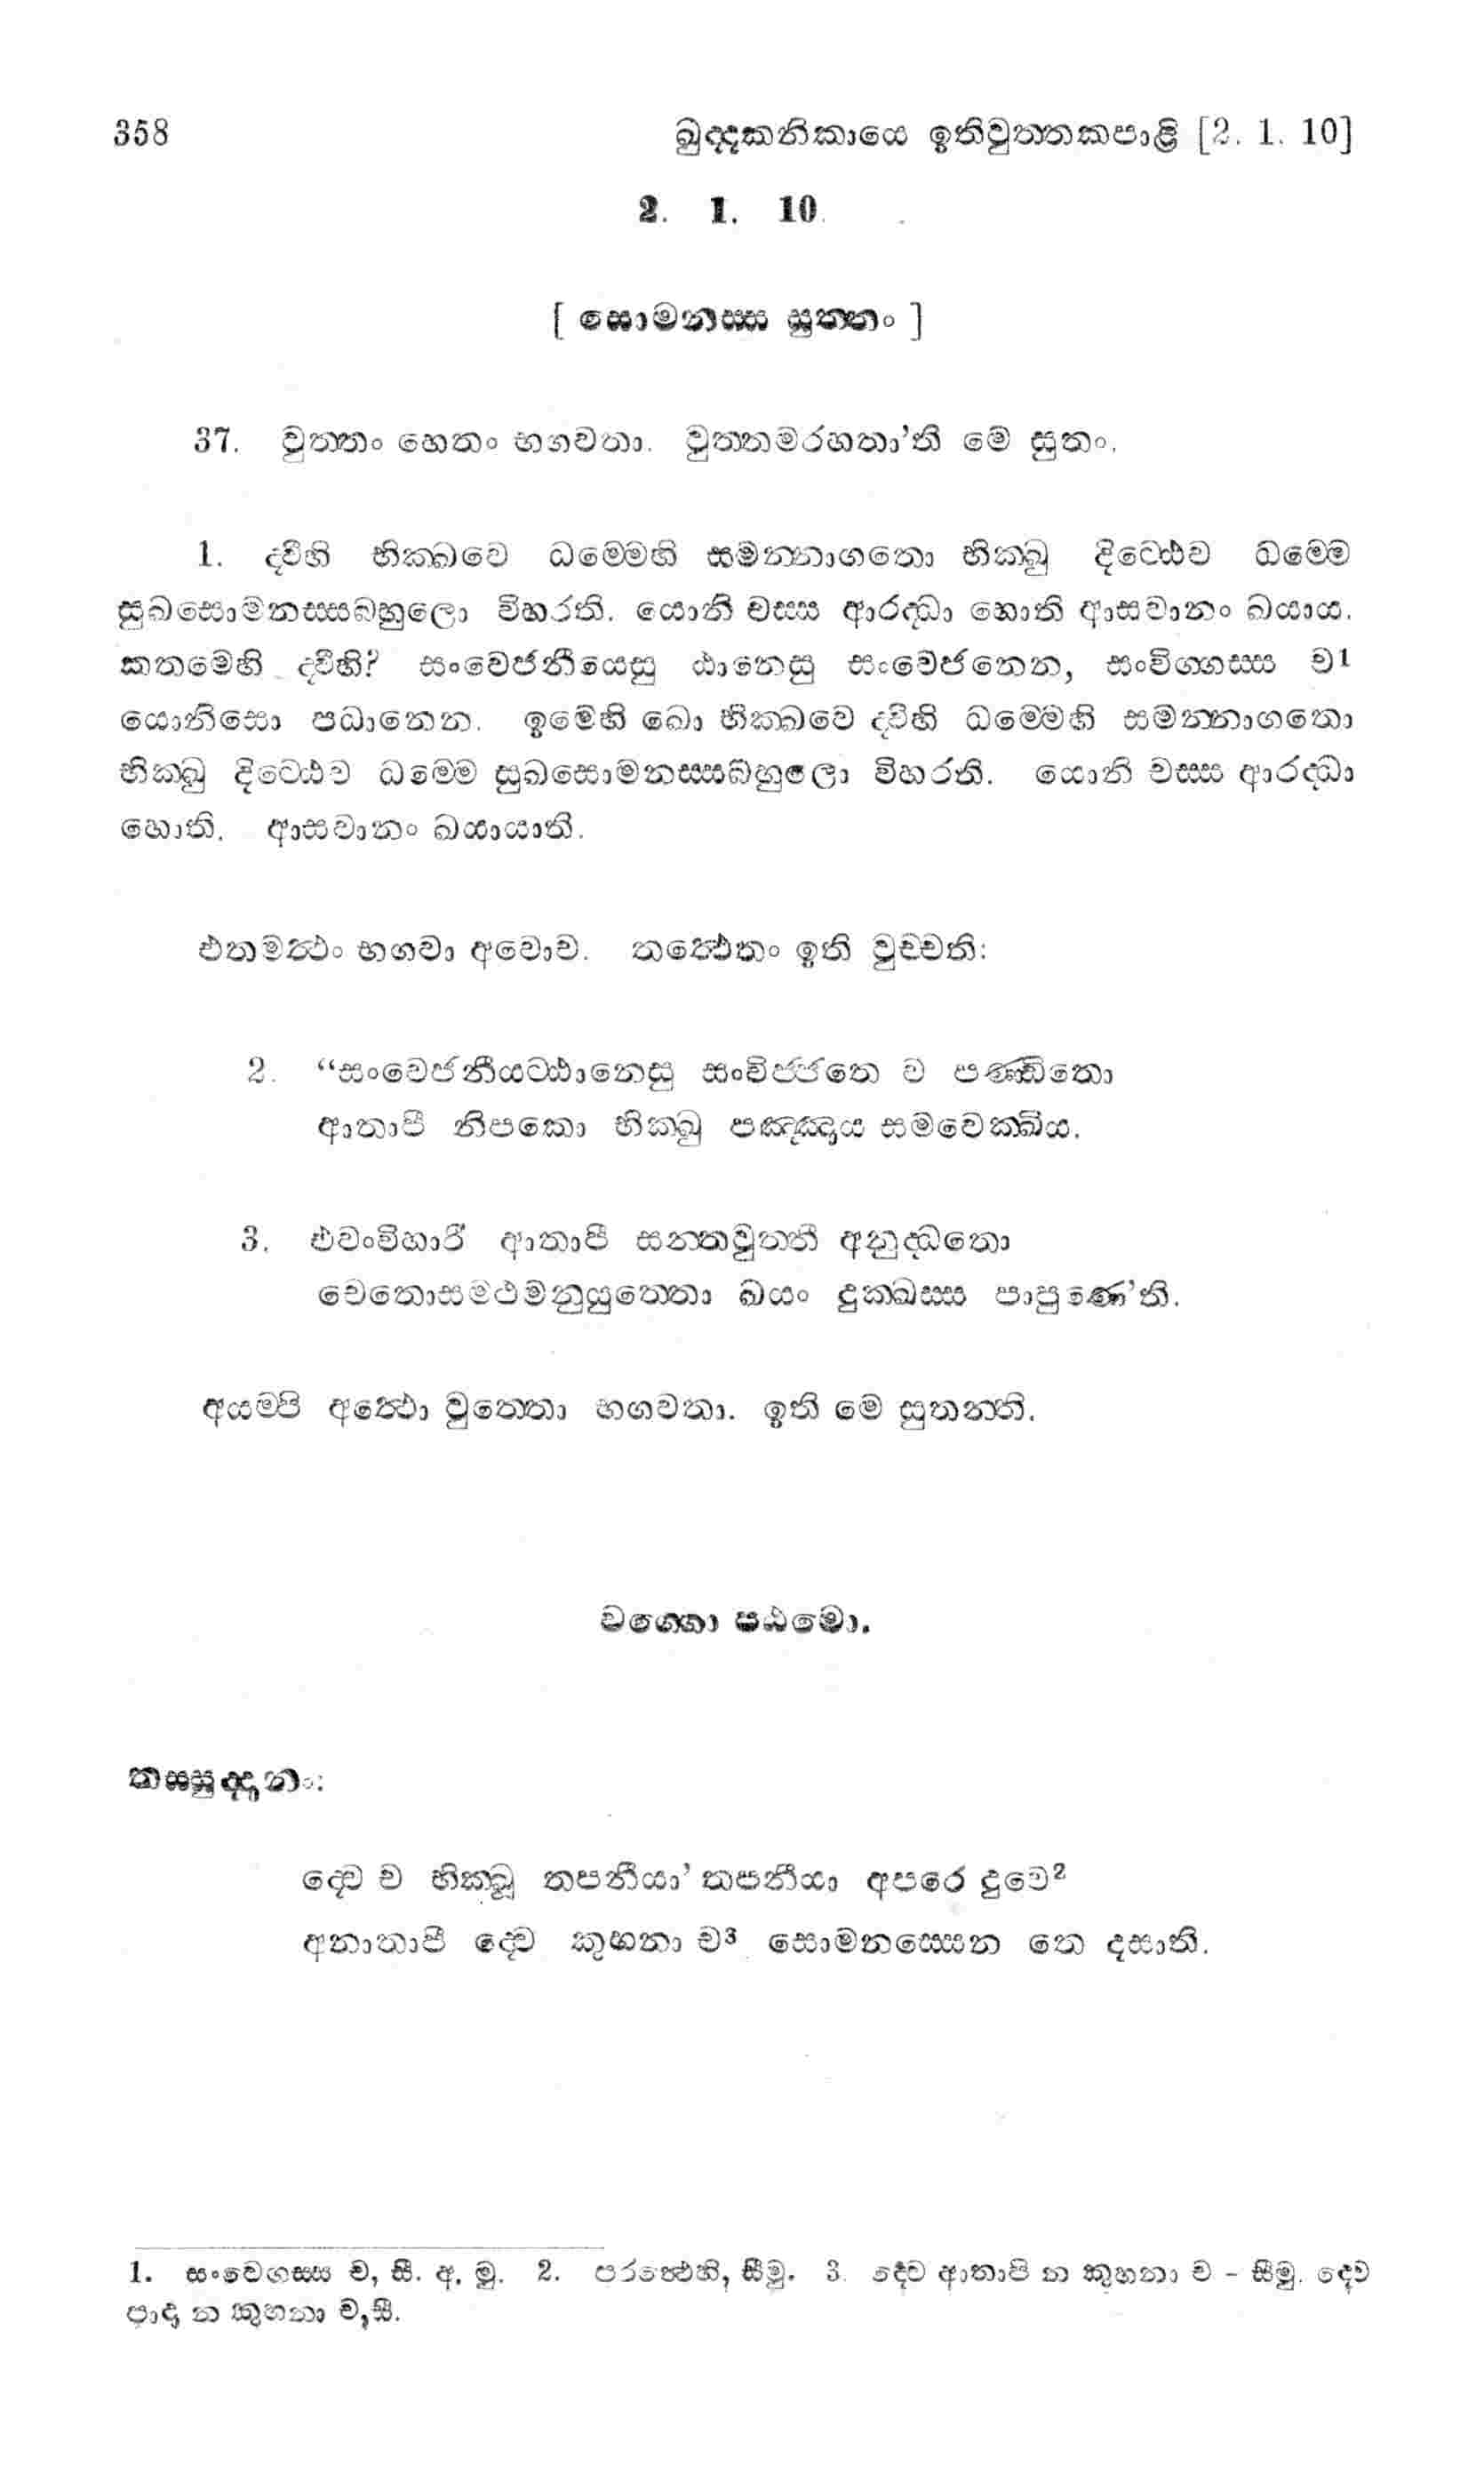 358 ඛුද්දකනිකායෙ ඉතිවුත්තකපාළි [2. 1. 10]
2. 1. 10
[ සොමනස්ස සුත්තං ]
37. වුත්තං හෙතං භගවතා. වුත්තමරහතා’ති මෙ සුතං.
1. ද්වීහි භික්ඛවෙ ධම්මෙහි සමන්නාගතො භික්ඛු දිට්ඨෙව ධම්මෙ
සුඛසොමනස්සබහුලො විහරති. යොනි චස්ස ආරද්ධා හොති ආසවානං ඛයාය.
කතමෙහි ද්වීහි? සංවෙජනීයෙසු ඨානෙසු සංවෙජනෙන, සංවිග්ගස්ස ච1
යොනිසො පධානෙන. ඉමෙහි ඛො භික්ඛවෙ ද්වීහි ධම්මෙහි සමන්නාගතො
භික්ඛු දිට්ඨෙව ධම්මෙ සුඛසොමනස්සබහුලො විහරති. යොනි චස්ස ආරද්ධා
හොති. ආසවානං ඛයායාති.
එතමත්ථං භගවා අවොච. තත්ථෙතං ඉති වුච්චති:
2. “සංවෙජනීයට්ඨානෙසු සංවිජ්ජතෙ ව පණ්ඩිතො
ආතාපී නිපකො භික්ඛු පඤ්ඤාය සමවෙක්ඛිය.
3. එවංවිහාරී ආතාපී සන්තවුත්තී අනුද්ධතො
චෙතොසමථමනුයුත්තො ඛයං දුක්ඛස්ස පාපුණෙ’ති.
අයම්පි අත්ථො වුත්තො භගවතා. ඉති මෙ සුතන්ති.
වග්ගො පඨමො.
තස්සුද්දානං:
ද්වෙ ච භික්ඛූ තපනීයා’ තපනීයා අපරෙ දුවෙ2
අනාතාපී ද්වෙ කුහනා ච3 සොමනස්සෙන තෙ දසාති.
1. සංවෙගස්ස ච, සී. අ. මු. 2. පරත්ථෙහි, සීමු. 3. ද්වෙ ආතාපි න කුහනා ච - සීමු. ද්වෙ
පාදා න කුහනා ච,සී.